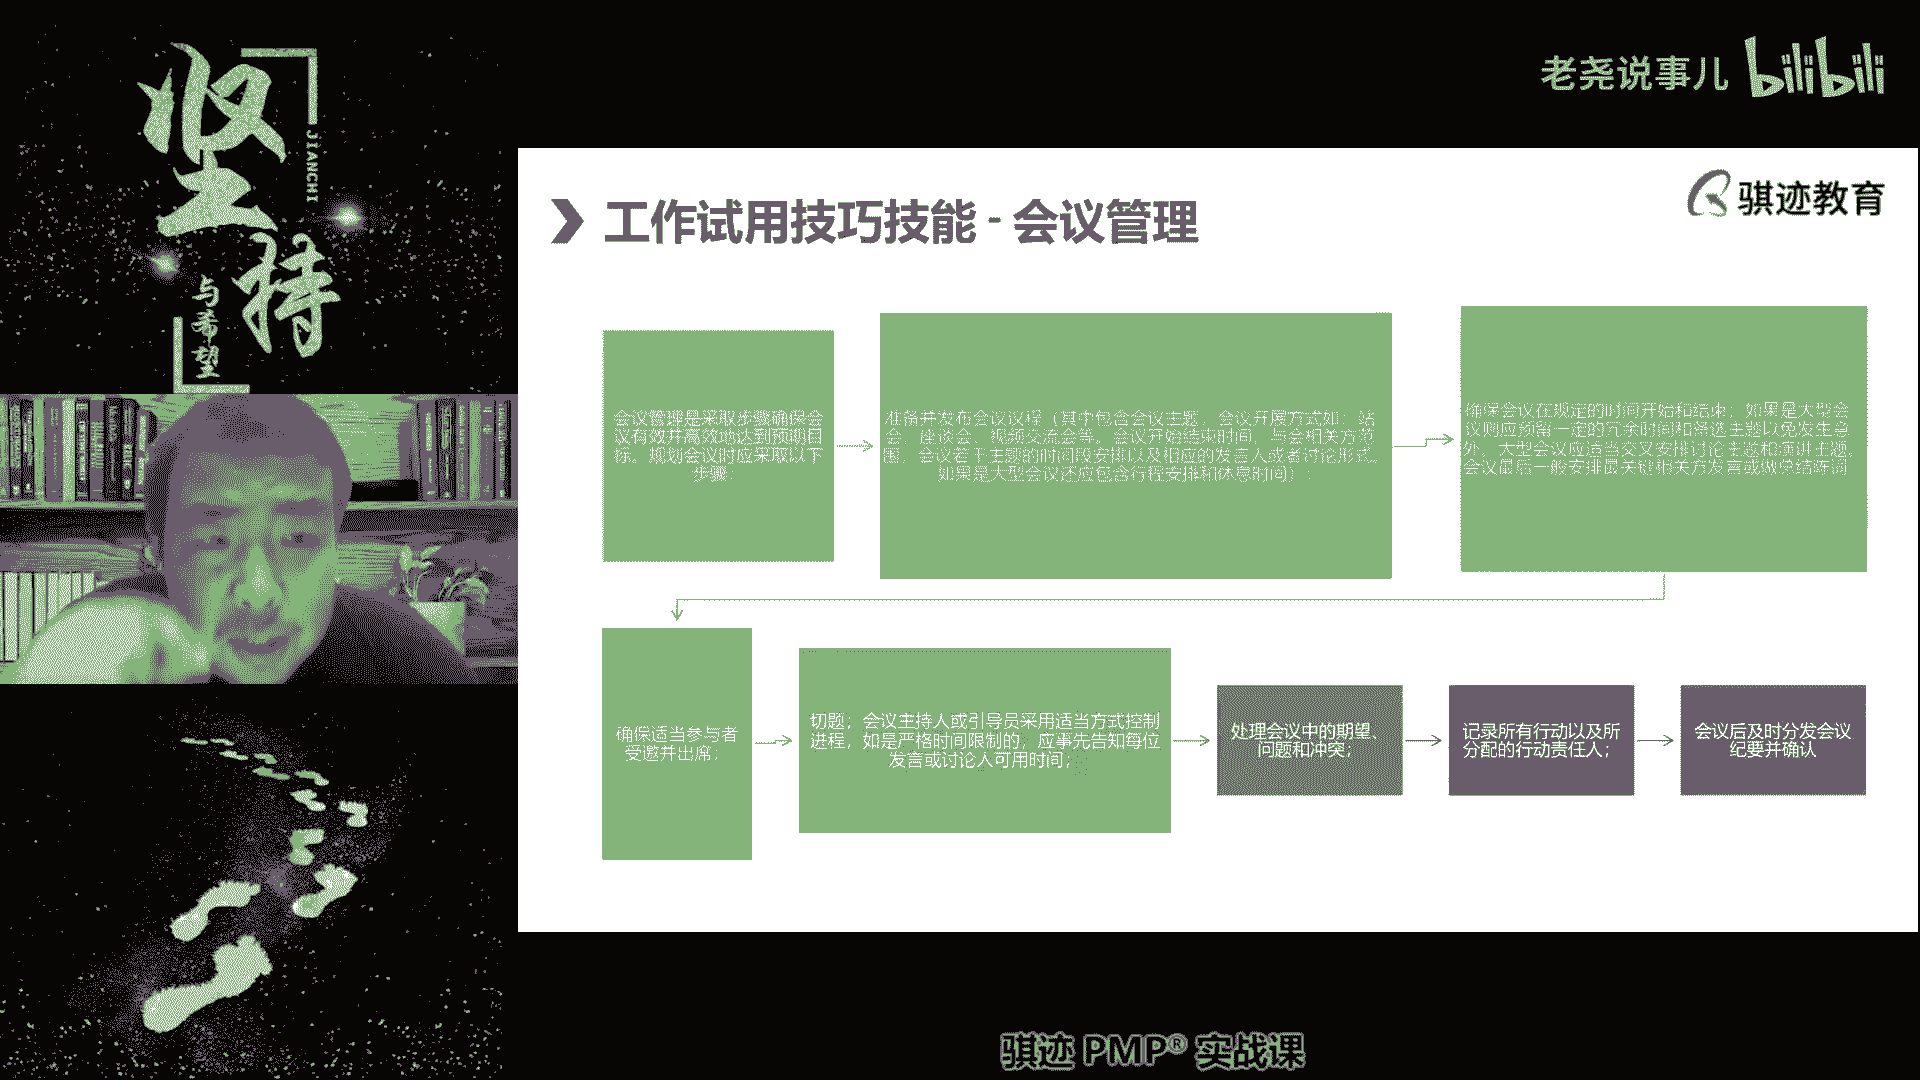 坚持
JIANCHI
与希望
老尧说事儿 bilibili
骐迹教育
工作试用技巧技能 - 会议管理
会议管理是采取步骤确保会
议有效并高效地达到预期目
标。规划会议时应采取以下
步骤:
准备并发布会议议程(其中包含会议主题、会议开展方式如:站
会、座谈会、视频交流会等。会议开始结束时间、与会相关方范
围、会议若干主题的时间段安排以及相应的发言人或者讨论形式。
如果是大型会议还应包含行程安排和休息时间);
确保会议在规定的时间开始和结束;如果是大型会
议则应预留一定的冗余时间和备选主题以免发生意
外。大型会议应适当交叉安排讨论主题和演讲主题,
会议最后一般安排最关键相关方发言或做总结陈词
确保适当参与者
受邀并出席;
切题;会议主持人或引导员采用适当方式控制
进程,如是严格时间限制的;应事先告知每位
发言或讨论人可用时间;
处理会议中的期望、
问题和冲突;
记录所有行动以及所
分配的行动责任人;
会议后及时分发会议
纪要并确认
骐迹 PMP® 实战课